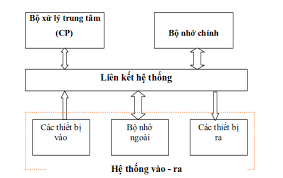 Bộ xử lý trung tâm
(CP)
Bộ nhớ chính
Liên kết hệ thống
Các thiết bị
vào
Bộ nhớ
ngoài
Các thiết bị
ra
Hệ thống vào - ra